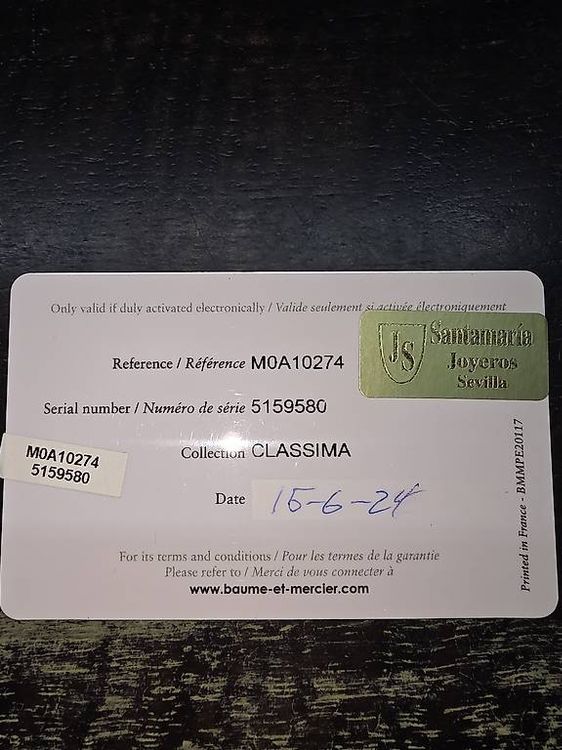 Only valid if duly activated electronically / Valide seulement si activée électroniquement
JS
Santamaría
Joyeros
Sevilla
Reference / Référence M0A10274
Serial number / Numéro de série 5159580
M0A10274
5159580
Collection CLASSIMA
Date 15-6-24
For its terms and conditions / Pour les termes de la garantie
Please refer to / Merci de vous connecter à
www.baume-et-mercier.com
Printed in France - BMMPE20117